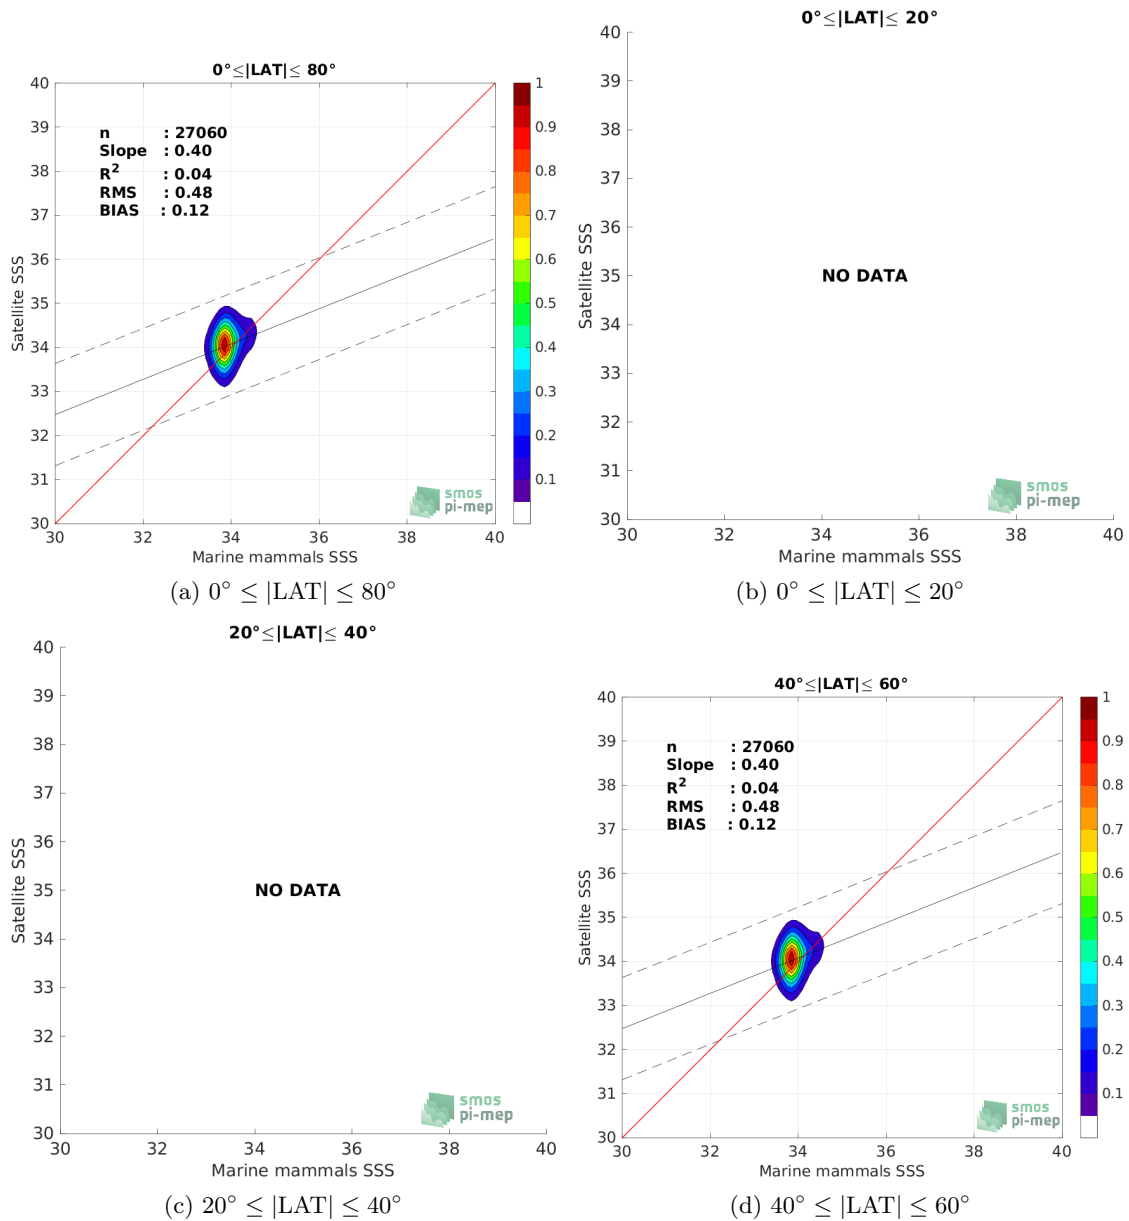 0°≤|LAT|≤ 80°
40
39
38
37
36
35
34
33
32
31
30
Satellite SSS
n : 27060
Slope : 0.40
R² : 0.04
RMS : 0.48
BIAS : 0.12
smos
pi-mep
30 32 34 36 38 40
Marine mammals SSS
1
0.9
0.8
0.7
0.6
0.5
0.4
0.3
0.2
0.1
(a) 0° ≤ |LAT| ≤ 80°
0°≤|LAT|≤ 20°
40
39
38
37
36
35
34
33
32
31
30
Satellite SSS
NO DATA
smos
pi-mep
30 32 34 36 38 40
Marine mammals SSS
(b) 0° ≤ |LAT| ≤ 20°
20°≤|LAT|≤ 40°
40
39
38
37
36
35
34
33
32
31
30
Satellite SSS
NO DATA
smos
pi-mep
30 32 34 36 38 40
Marine mammals SSS
(c) 20° ≤ |LAT| ≤ 40°
40°≤|LAT|≤ 60°
40
39
38
37
36
35
34
33
32
31
30
Satellite SSS
n : 27060
Slope : 0.40
R² : 0.04
RMS : 0.48
BIAS : 0.12
smos
pi-mep
30 32 34 36 38 40
Marine mammals SSS
1
0.9
0.8
0.7
0.6
0.5
0.4
0.3
0.2
0.1
(d) 40° ≤ |LAT| ≤ 60°